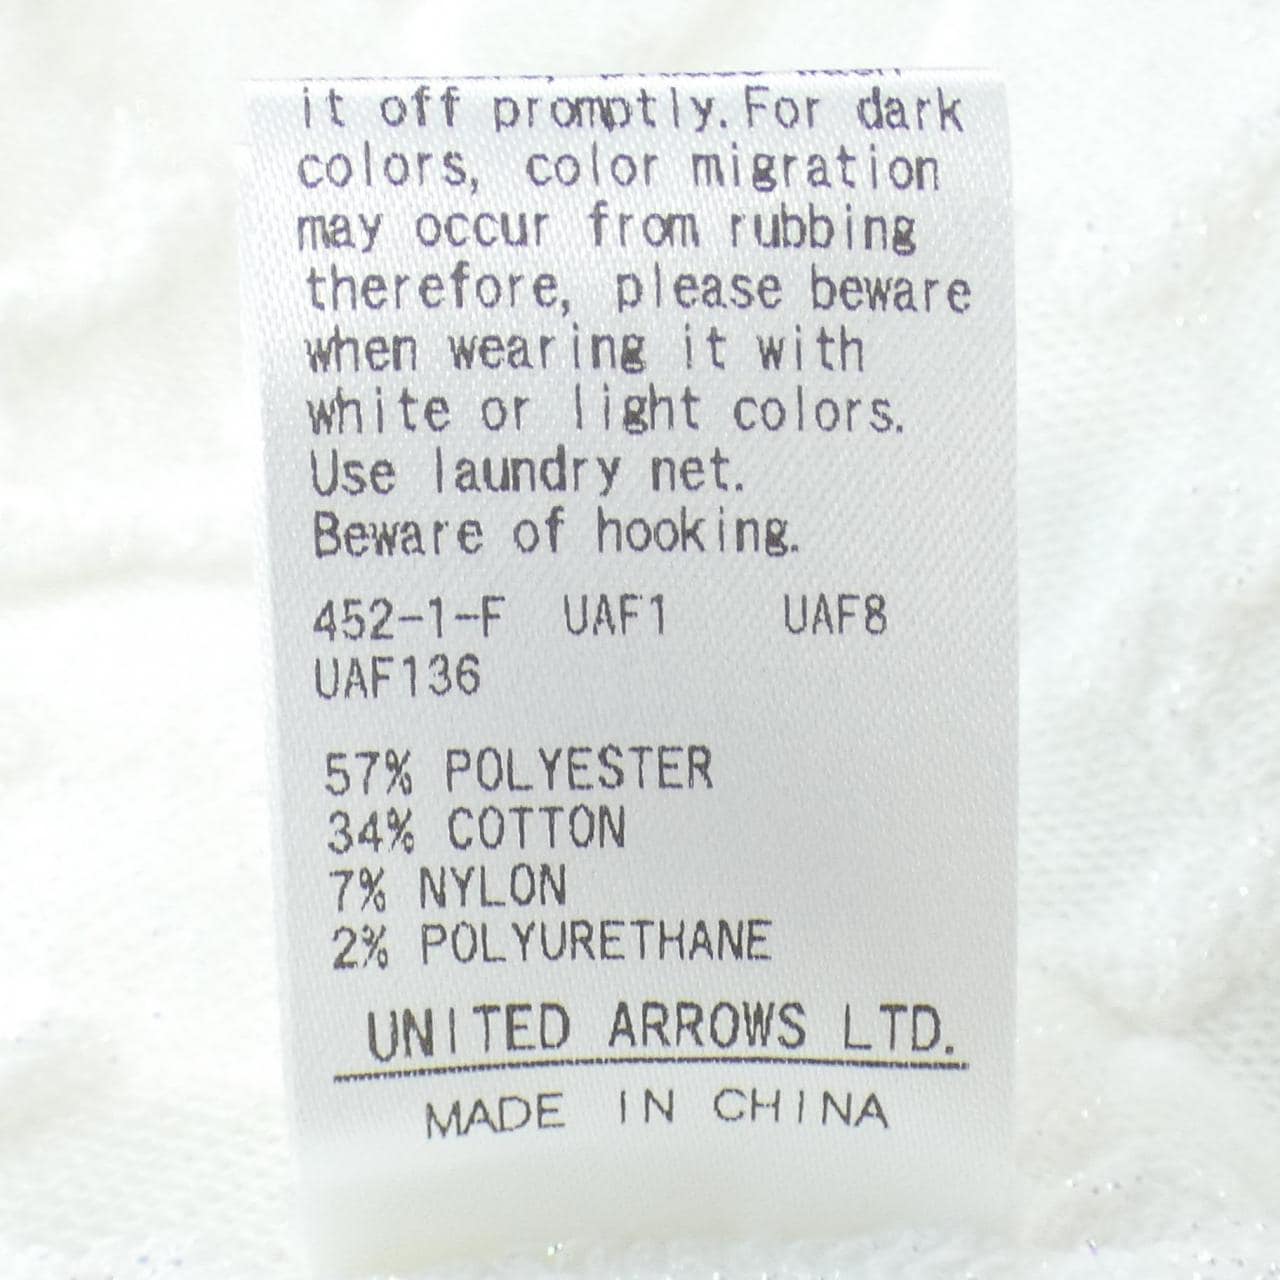 it off promptly. For dark
colors, color migration
may occur from rubbing
therefore, please beware
when wearing it with
white or light colors.
Use laundry net.
Beware of hooking.
452-1-F UAF1 UAF8
UAF136
57% POLYESTER
34% COTTON
7% NYLON
2% POLYURETHANE
UNITED ARROWS LTD.
MADE IN CHINA